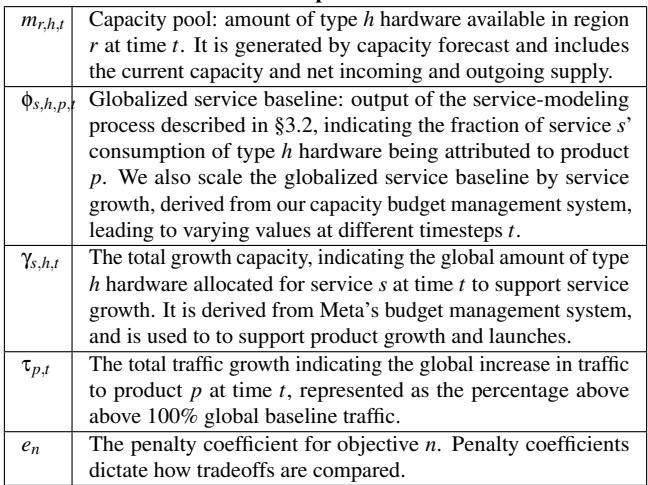 m_{r,h,t} Capacity pool: amount of type h hardware available in region
r at time t. It is generated by capacity forecast and includes
the current capacity and net incoming and outgoing supply.
ϕ_{s,h,p,t} Globalized service baseline: output of the service-modeling
process described in §3.2, indicating the fraction of service s’
consumption of type h hardware being attributed to product
p. We also scale the globalized service baseline by service
growth, derived from our capacity budget management system,
leading to varying values at different timesteps t.
γ_{s,h,t} The total growth capacity, indicating the global amount of type
h hardware allocated for service s at time t to support service
growth. It is derived from Meta’s budget management system,
and is used to to support product growth and launches.
τ_{p,t} The total traffic growth indicating the global increase in traffic
to product p at time t, represented as the percentage above
above 100% global baseline traffic.
e_n The penalty coefficient for objective n. Penalty coefficients
dictate how tradeoffs are compared.